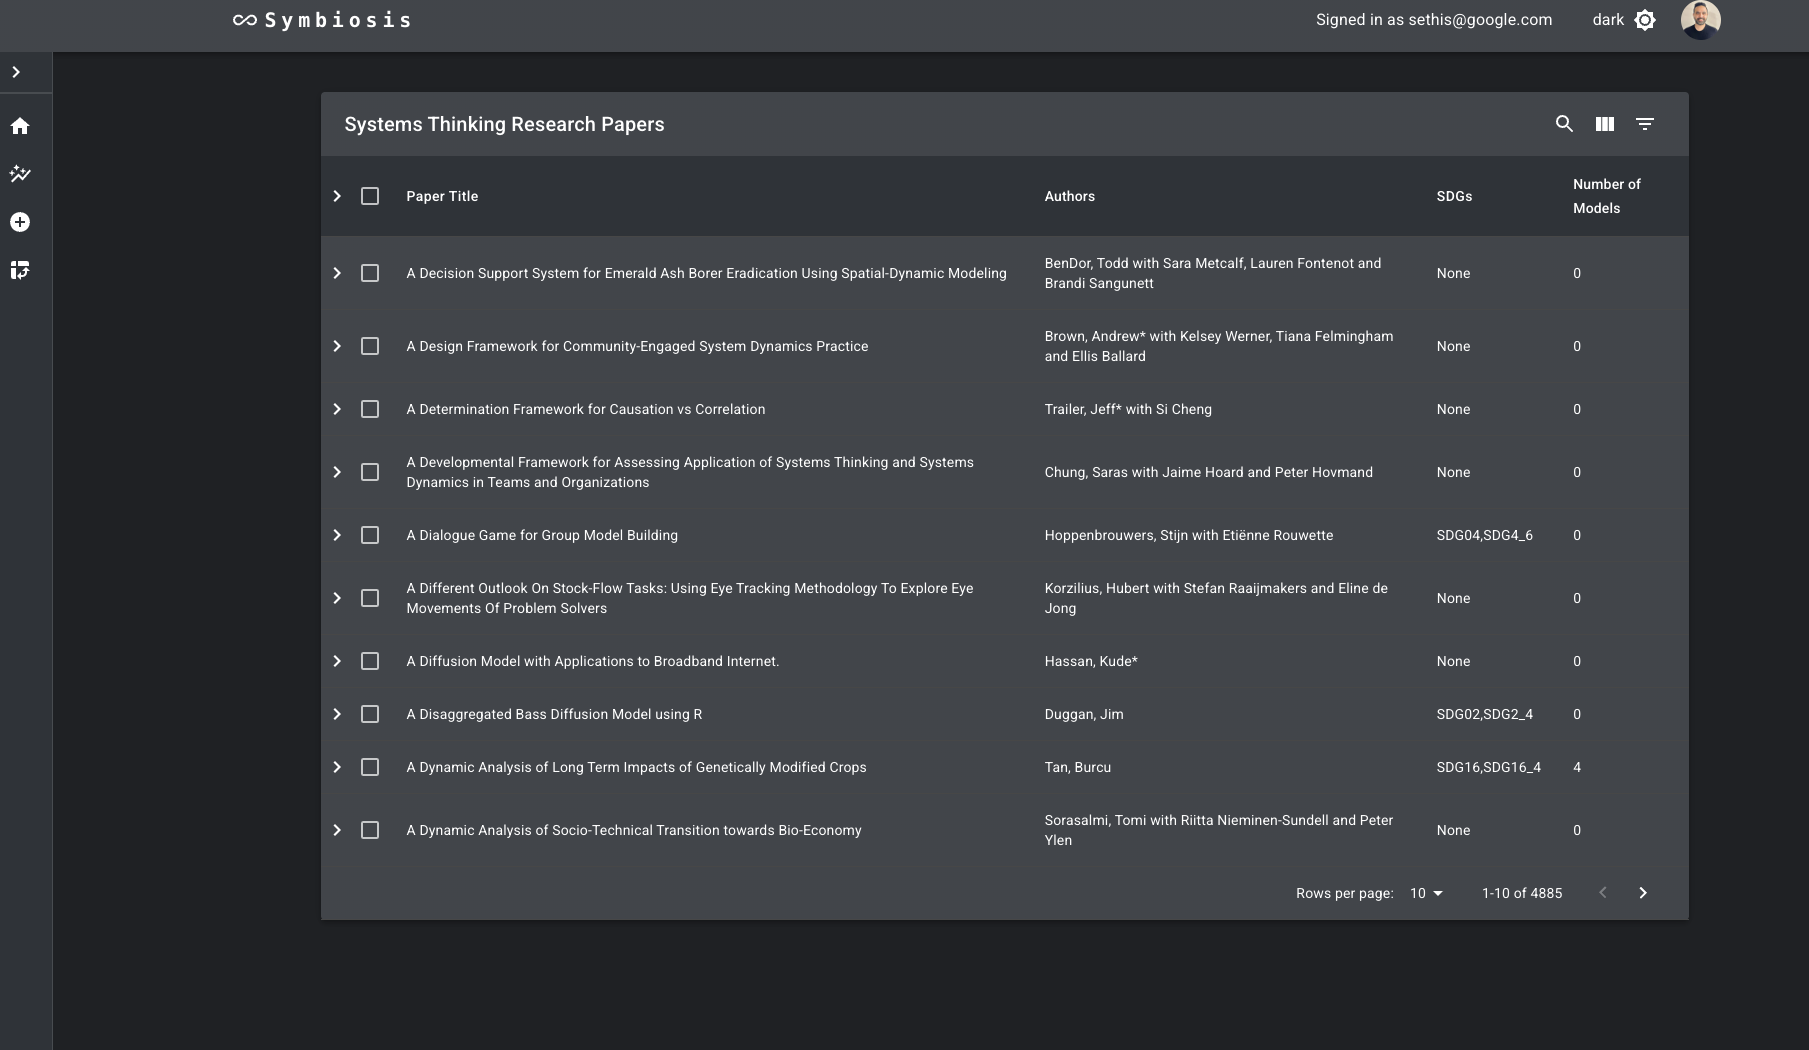 Symbiosis
Signed in as sethis@google.com
dark
Systems Thinking Research Papers
Paper Title
Authors
SDGs
Number of
Models
A Decision Support System for Emerald Ash Borer Eradication Using Spatial-Dynamic Modeling
BenDor, Todd with Sara Metcalf, Lauren Fontenot and
Brandi Sangunett
None
0
A Design Framework for Community-Engaged System Dynamics Practice
Brown, Andrew* with Kelsey Werner, Tiana Felmingham
and Ellis Ballard
None
0
A Determination Framework for Causation vs Correlation
Trailer, Jeff* with Si Cheng
None
0
A Developmental Framework for Assessing Application of Systems Thinking and Systems
Dynamics in Teams and Organizations
Chung, Saras with Jaime Hoard and Peter Hovmand
None
0
A Dialogue Game for Group Model Building
Hoppenbrouwers, Stijn with Etiënne Rouwette
SDG04,SDG4_6
0
A Different Outlook On Stock-Flow Tasks: Using Eye Tracking Methodology To Explore Eye
Movements Of Problem Solvers
Korzilius, Hubert with Stefan Raaijmakers and Eline de
Jong
None
0
A Diffusion Model with Applications to Broadband Internet.
Hassan, Kude*
None
0
A Disaggregated Bass Diffusion Model using R
Duggan, Jim
SDG02,SDG2_4
0
A Dynamic Analysis of Long Term Impacts of Genetically Modified Crops
Tan, Burcu
SDG16,SDG16_4
4
A Dynamic Analysis of Socio-Technical Transition towards Bio-Economy
Sorasalmi, Tomi with Riitta Nieminen-Sundell and Peter
Ylen
None
0
Rows per page:
10
1-10 of 4885